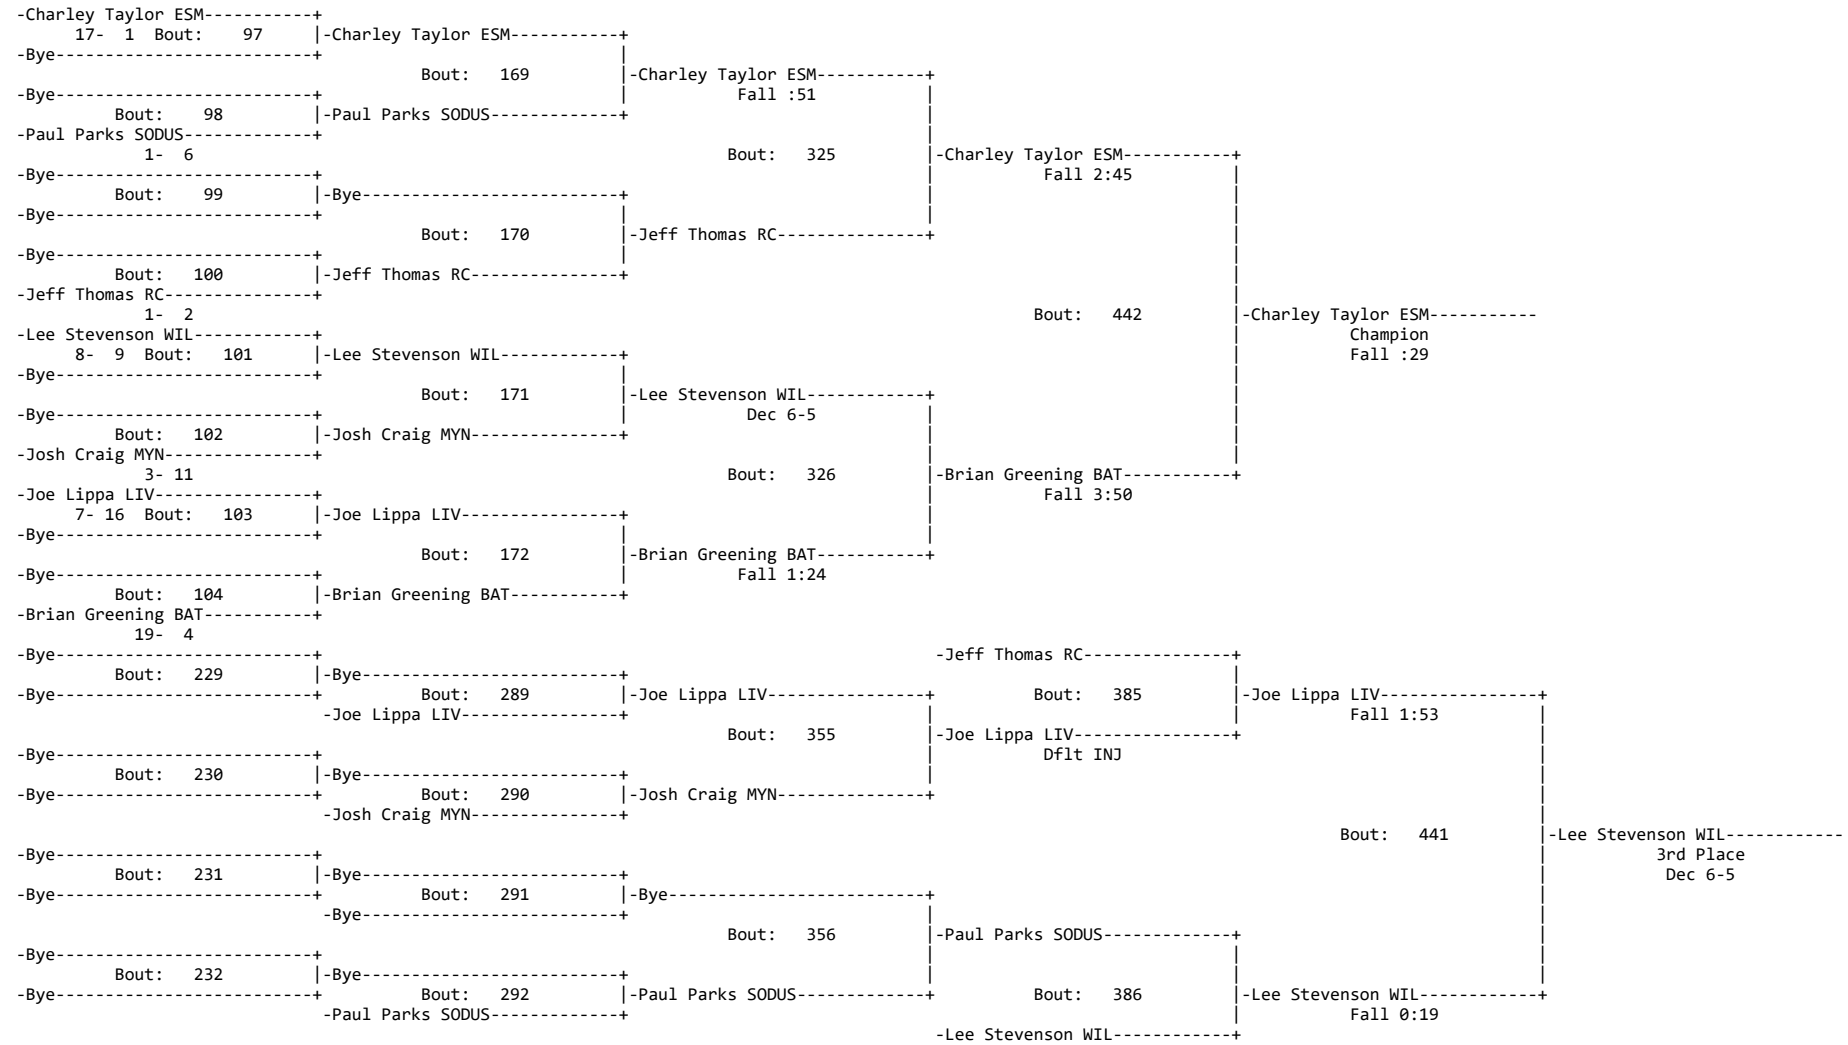 -Charley Taylor ESM-----------+
17-  1  Bout:    97     |-Charley Taylor ESM-----------+
-Bye--------------------------+                               |
Bout:   169         |-Charley Taylor ESM-----------+
-Bye--------------------------+                               |           Fall :51           |
Bout:    98         |-Paul Parks SODUS-------------+                              |
-Paul Parks SODUS-------------+                                                              |
1-  6                                                      Bout:   325         |-Charley Taylor ESM-----------+
-Bye--------------------------+                                                              |           Fall 2:45          |
Bout:    99         |-Bye--------------------------+                              |                              |
-Bye--------------------------+                              |                              |                              |
Bout:   170         |-Jeff Thomas RC---------------+                              |
-Bye--------------------------+                              |                                                             |
Bout:   100         |-Jeff Thomas RC---------------+                                                             |
-Jeff Thomas RC---------------+                                                                                            |
1-  2                                                                                     Bout:   442         |-Charley Taylor ESM-----------
-Lee Stevenson WIL------------+                                                                                            |           Champion
8-  9  Bout:   101      |-Lee Stevenson WIL------------+                                                             |           Fall :29
-Bye--------------------------+                              |                                                             |
Bout:   171         |-Lee Stevenson WIL------------+                              |
-Bye--------------------------+                              |            Dec 6-5           |                              |
Bout:   102         |-Josh Craig MYN---------------+                              |                              |
-Josh Craig MYN---------------+                                                             |                              |
3- 11                                                      Bout:   326         |-Brian Greening BAT-----------+
-Joe Lippa LIV----------------+                                                             |           Fall 3:50
7- 16  Bout:   103      |-Joe Lippa LIV----------------+                              |
-Bye--------------------------+                              |                              |
Bout:   172         |-Brian Greening BAT-----------+
-Bye--------------------------+                              |           Fall 1:24
Bout:   104         |-Brian Greening BAT-----------+
-Brian Greening BAT-----------+
19-  4
-Bye--------------------------+                                                             -Jeff Thomas RC---------------+
Bout:   229         |-Bye--------------------------+                                                             |
-Bye--------------------------+          Bout:   289         |-Joe Lippa LIV----------------+          Bout:   385         |-Joe Lippa LIV----------------+
-Joe Lippa LIV----------------+                              |                              |           Fall 1:53          |
Bout:   355         |-Joe Lippa LIV----------------+                              |
-Bye--------------------------+                                                             |           Dflt INJ                                          |
Bout:   230         |-Bye--------------------------+                              |                                                             |
-Bye--------------------------+          Bout:   290         |-Josh Craig MYN---------------+                                                             |
-Josh Craig MYN---------------+                                                                                            |
Bout:   441         |-Lee Stevenson WIL------------
-Bye--------------------------+                                                                                                                           |           3rd Place
Bout:   231         |-Bye--------------------------+                                                                                            |            Dec 6-5
-Bye--------------------------+          Bout:   291         |-Bye--------------------------+                                                             |
-Bye--------------------------+                              |                                                             |
Bout:   356         |-Paul Parks SODUS-------------+                              |
-Bye--------------------------+                                                             |                              |                              |
Bout:   232         |-Bye--------------------------+                              |                              |                              |
-Bye--------------------------+          Bout:   292         |-Paul Parks SODUS-------------+          Bout:   386         |-Lee Stevenson WIL------------+
-Paul Parks SODUS-------------+                                                             |           Fall 0:19
-Lee Stevenson WIL------------+